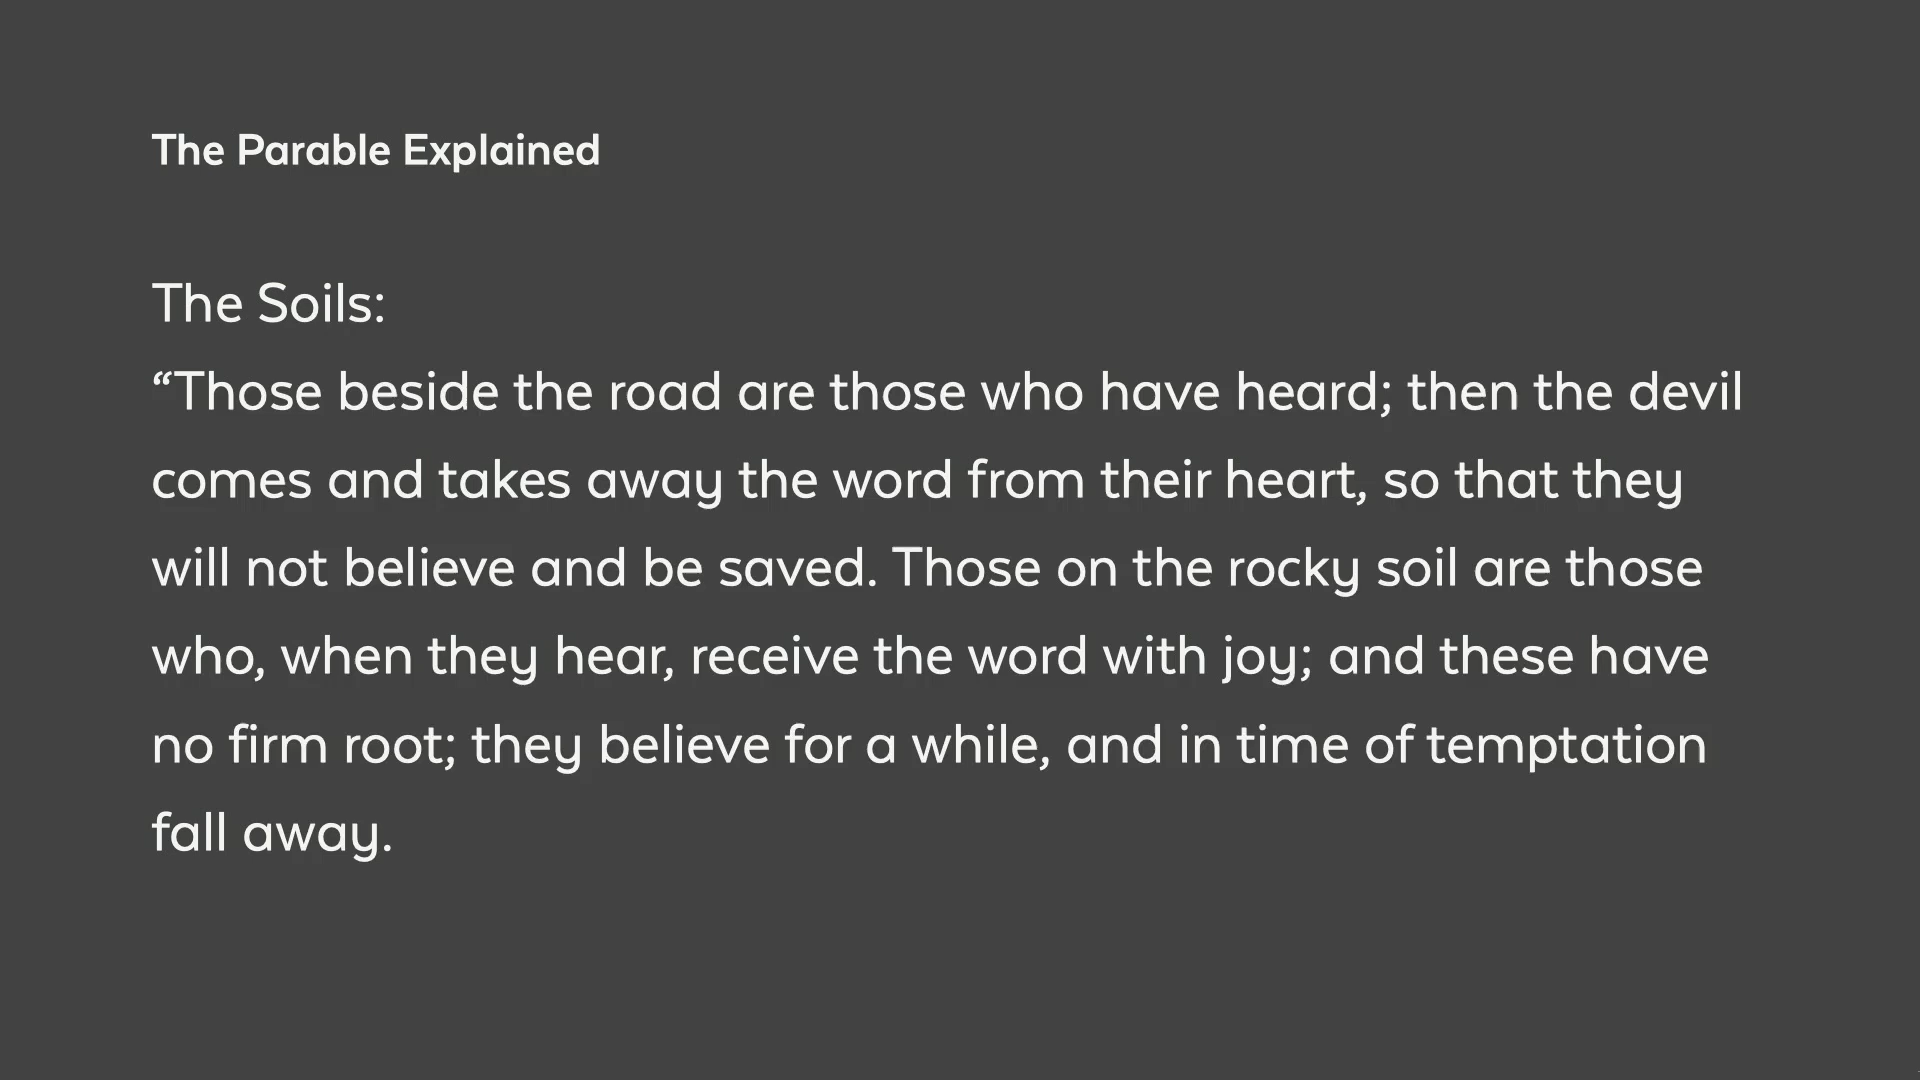 The Parable Explained
The Soils:
“Those beside the road are those who have heard; then the devil
comes and takes away the word from their heart, so that they
will not believe and be saved. Those on the rocky soil are those
who, when they hear, receive the word with joy; and these have
no firm root; they believe for a while, and in time of temptation
fall away.